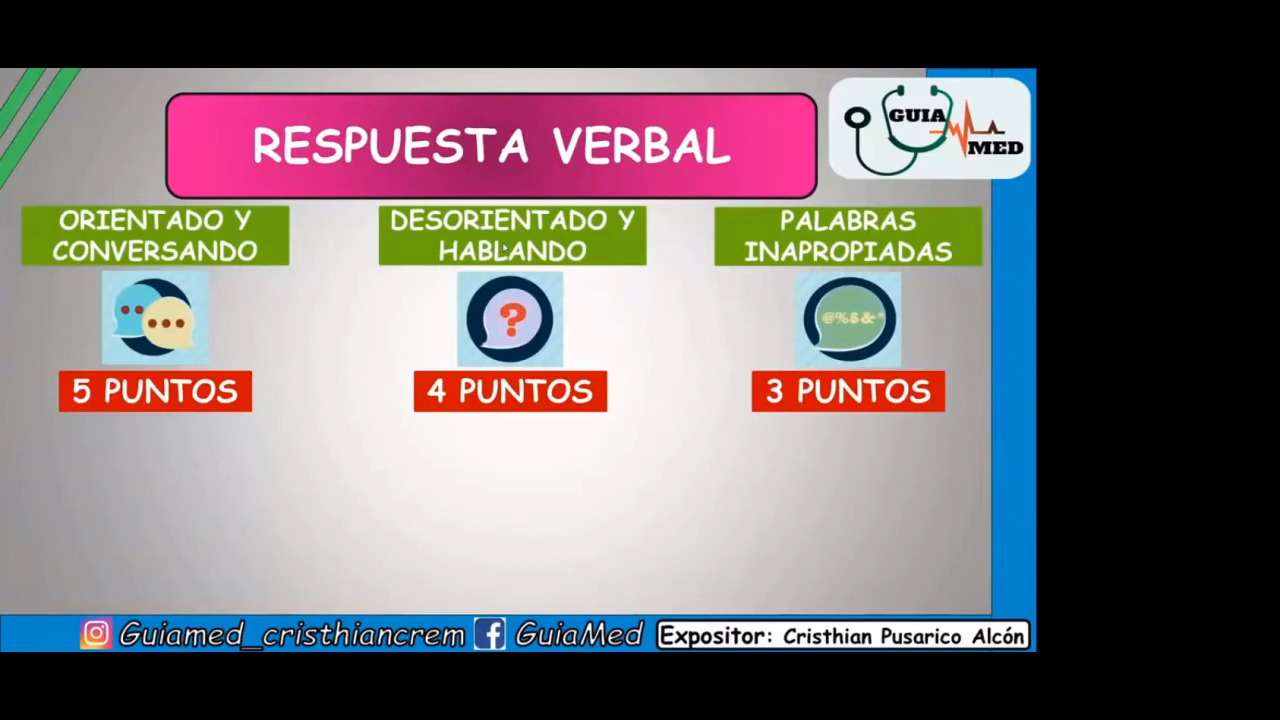 RESPUESTA VERBAL
GUIA
MED
ORIENTADO Y
CONVERSANDO
DESORIENTADO Y
HABLANDO
PALABRAS
INAPROPIADAS
?
@%$&*
5 PUNTOS
4 PUNTOS
3 PUNTOS
Guiamed_cristhiancrem
GuiaMed
Expositor: Cristhian Pusarico Alcón